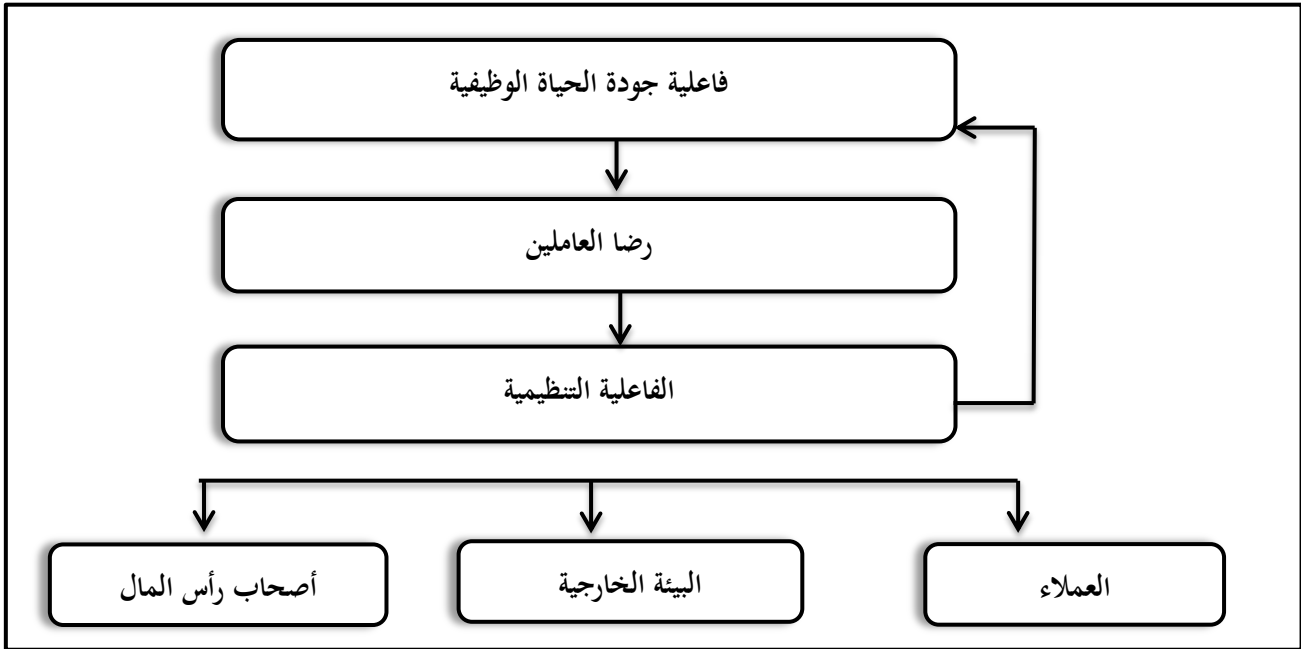 فاعلية جودة الحياة الوظيفية
رضا العاملين
الفاعلية التنظيمية
العملاء
البيئة الخارجية
أصحاب رأس المال